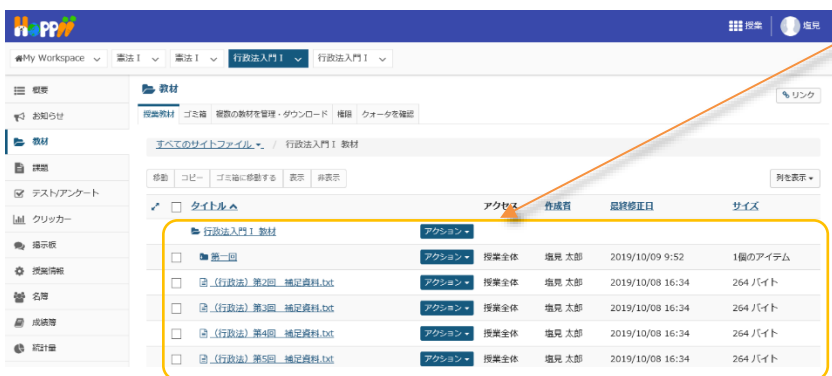 HoPPii 授業 塩見
My Workspace 憲法Ⅰ 憲法Ⅰ 行政法入門Ⅰ 行政法入門Ⅰ
概要
お知らせ
教材
課題
テスト/アンケート
クリッカー
掲示板
授業情報
名簿
成績簿
統計量
教材 リンク
授業教材 ゴミ箱 複数の教材を管理・ダウンロード 権限 クォータを確認
すべてのサイトファイル / 行政法入門Ⅰ 教材
移動 コピー ゴミ箱に移動する 表示 非表示 列を表示
タイトル アクセス 作成者 最終修正日 サイズ
行政法入門Ⅰ 教材 アクション
第一回 アクション 授業全体 塩見 太郎 2019/10/09 9:52 1個のアイテム
（行政法）第2回 補足資料.txt アクション 授業全体 塩見 太郎 2019/10/08 16:34 264 バイト
（行政法）第3回 補足資料.txt アクション 授業全体 塩見 太郎 2019/10/08 16:34 264 バイト
（行政法）第4回 補足資料.txt アクション 授業全体 塩見 太郎 2019/10/08 16:34 264 バイト
（行政法）第5回 補足資料.txt アクション 授業全体 塩見 太郎 2019/10/08 16:34 264 バイト